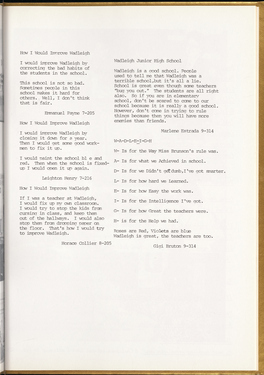 How I Would Improve Wadleigh
I would improve Wadleigh by
correcting the bad habits of
the students in the school.
This school is not so bad.
Sometimes people in this
school makes it hard for
others. Well, I don't think
that is fair.
Emmanuel Payne 7-205
How I Would Improve Wadleigh
I would improve Wadleigh by
closing it down for a year.
Then I would get some good work-
men to fix it up.
I would paint the school it a and
red. Then when the school is fixed
up I would open it up again.
Leighton Henry 7-216
How I Would Improve Wadleigh
If I was a teacher at Wadleigh,
I would fix up my own classroom.
I would try to stop the kids from
cursing in class, and keep them
out of the hallways. I would also
stop them from dropping paper on
the floor. That's how I would try
to improve Wadleigh.
Horace Collier 8-205
Wadleigh Junior High School
Wadleigh is a good school. People
used to tell me that Wadleigh was a
terrible school,but it's all a lie.
School is great even though some teachers
"bug you out." The students are all right
also. So if you are in elementary
school, don't be scared to come to our
school because it is really a good school.
However, don't come in trying to rule
things because then you will have more
enemies than friends.
Marlena Estrada 9-314
W-A-D-L-E-I-G-H
W= Is for the Way Miss Brunson's rule was.
A= Is for what we Achieved in school.
D= Is for we Didn't sit dumb,I've got smarter.
L= Is for how hard we learned.
E= Is for how Easy the work was.
I= Is for the Intelligence I've got.
G= Is for how Great the teachers were.
H= is for the Help we had.
Roses are Red, Violets are blue
Wadleigh is great, the teachers are too.
Gigi Bruton 9-314